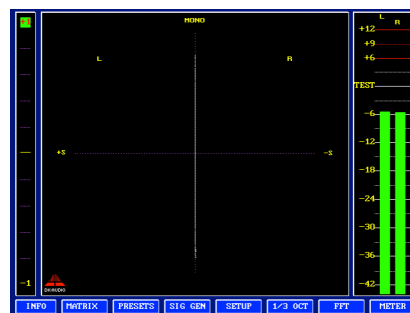 +1
MONO
L
R
+S
-S
-1
DK-AUDIO
L R
+12
+9
+6
TEST
-6
-12
-18
-24
-30
-36
-42
INFO MATRIX PRESETS SIG GEN SETUP 1/3 OCT FFT METER